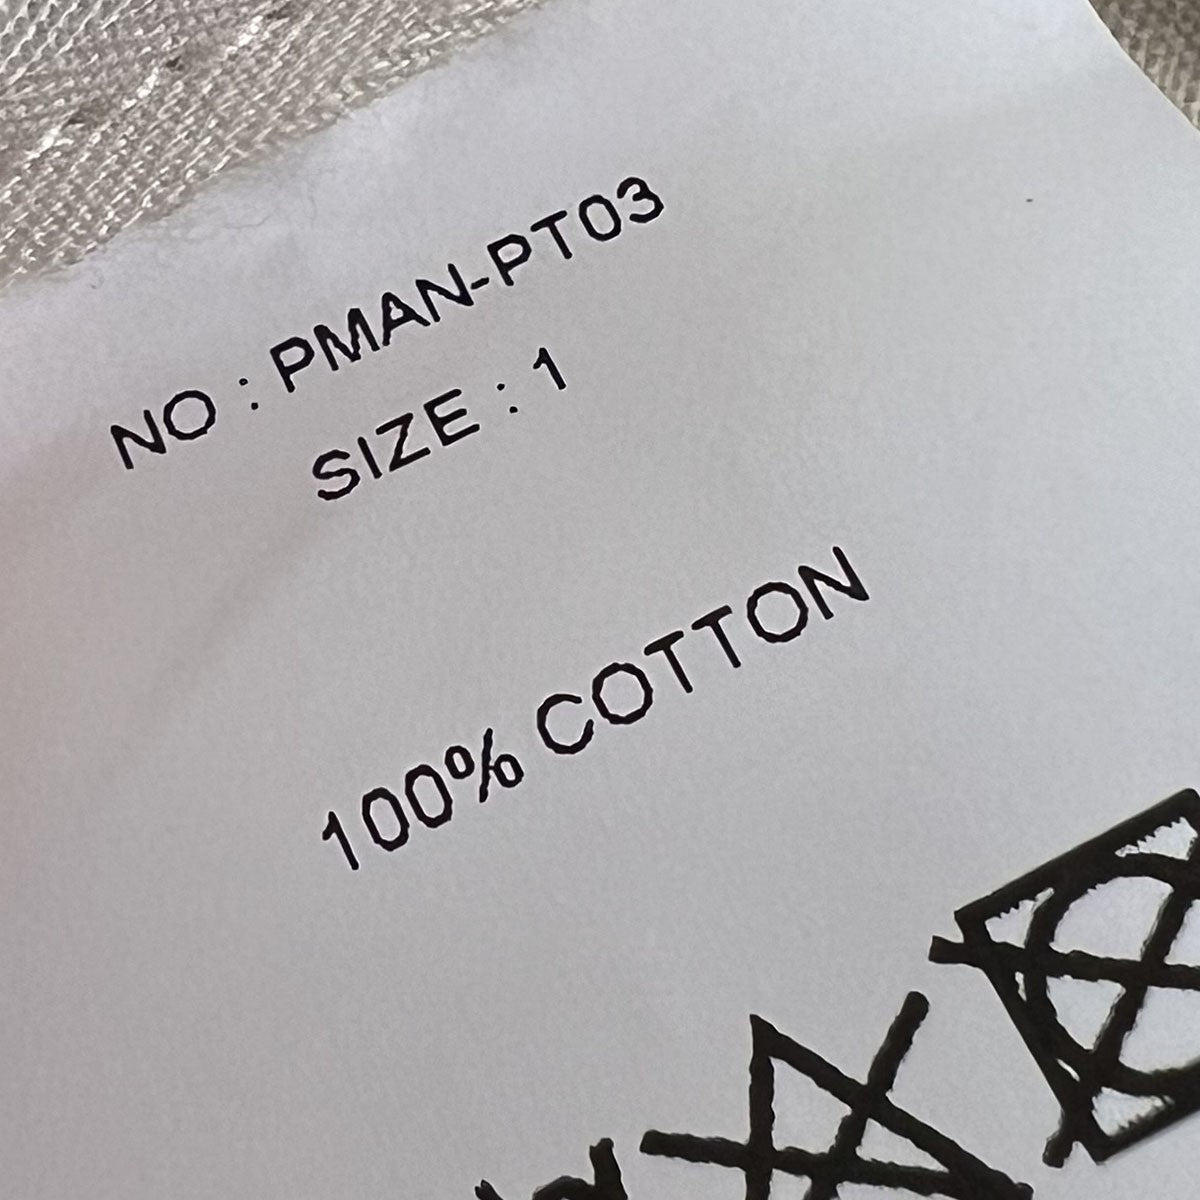 NO : PMAN-PT03
SIZE : 1
100% COTTON